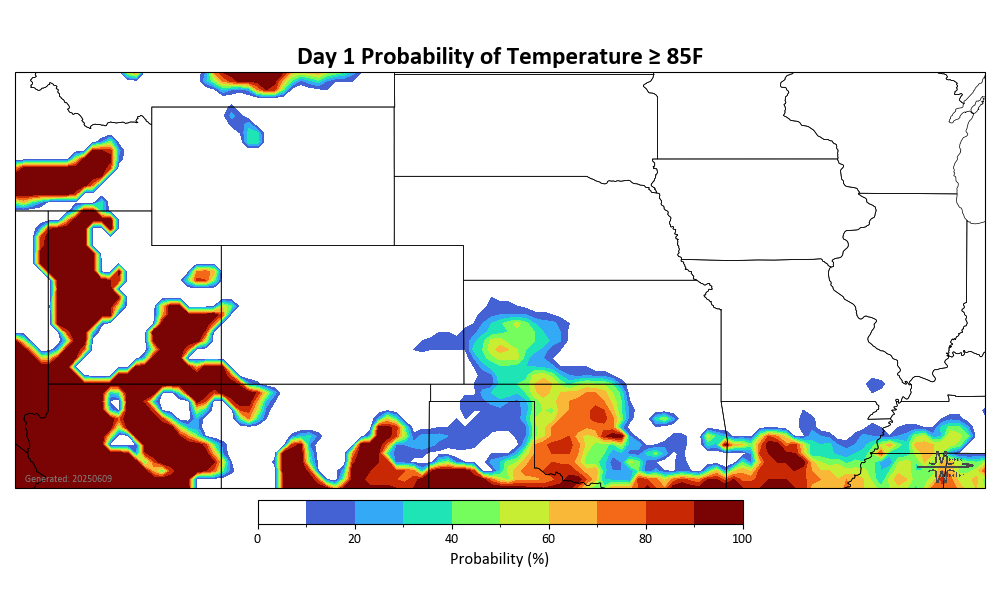 Day 1 Probability of Temperature ≥ 85F
Generated: 20250609
0 20 40 60 80 100
Probability (%)